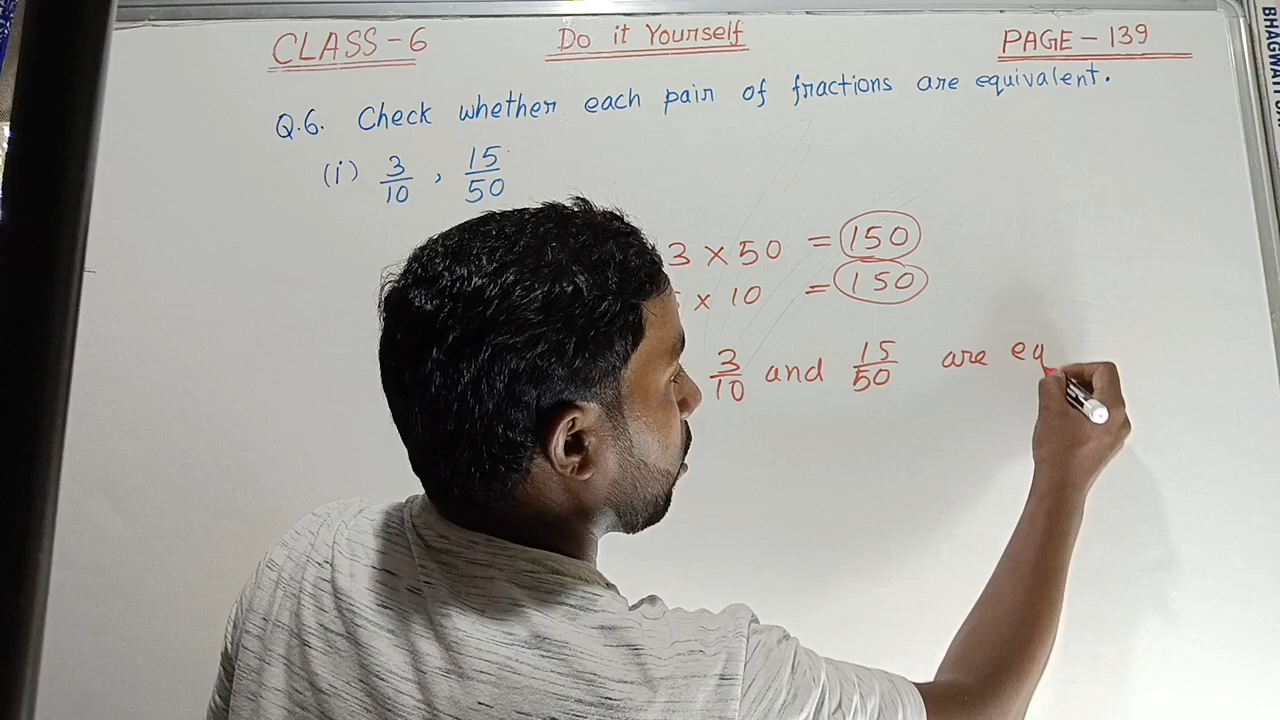 CLASS-6 Do it Yourself PAGE-139
Q.6. Check whether each pair of fractions are equivalent.
(i) 3/10 , 15/50
3 × 50 = 150
× 10 = 150
3/10 and 15/50 are eq